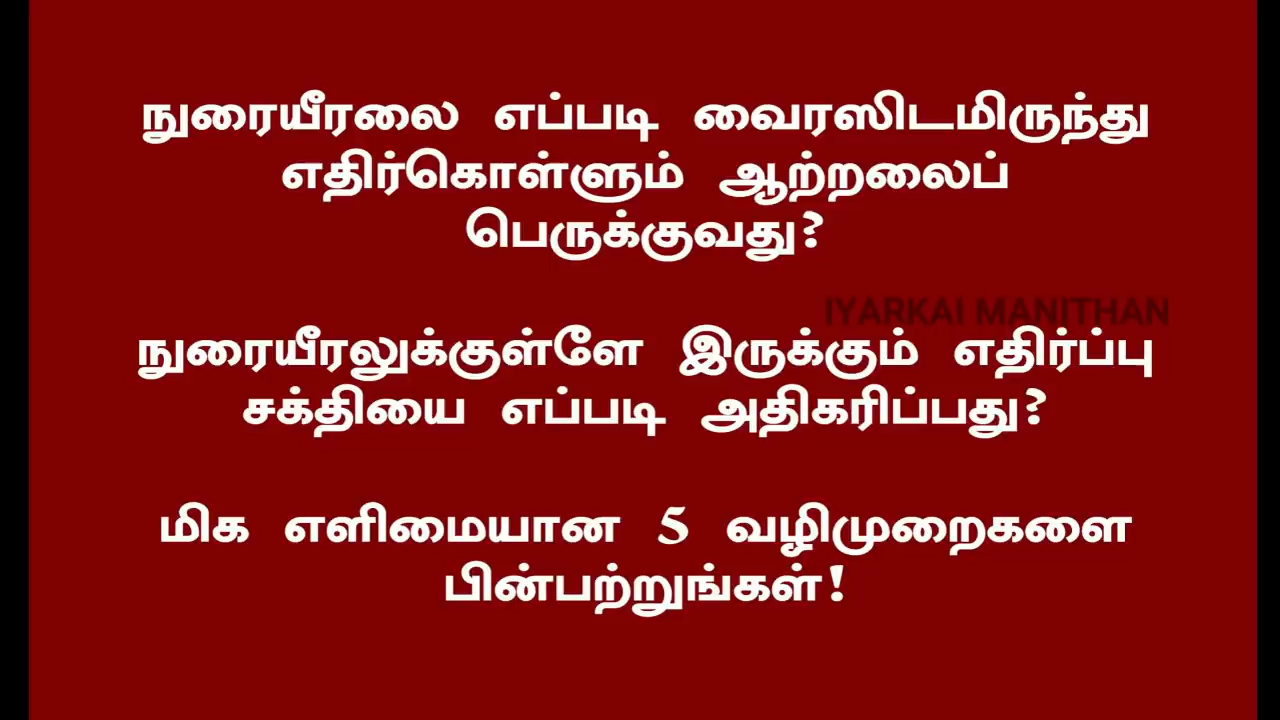 நுரையீரலை எப்படி வைரஸிடமிருந்து
எதிர்கொள்ளும் ஆற்றலைப்
பெருக்குவது?
IYARKAI MANITHAN
நுரையீரலுக்குள்ளே இருக்கும் எதிர்ப்பு
சக்தியை எப்படி அதிகரிப்பது?
மிக எளிமையான 5 வழிமுறைகளை
பின்பற்றுங்கள்!